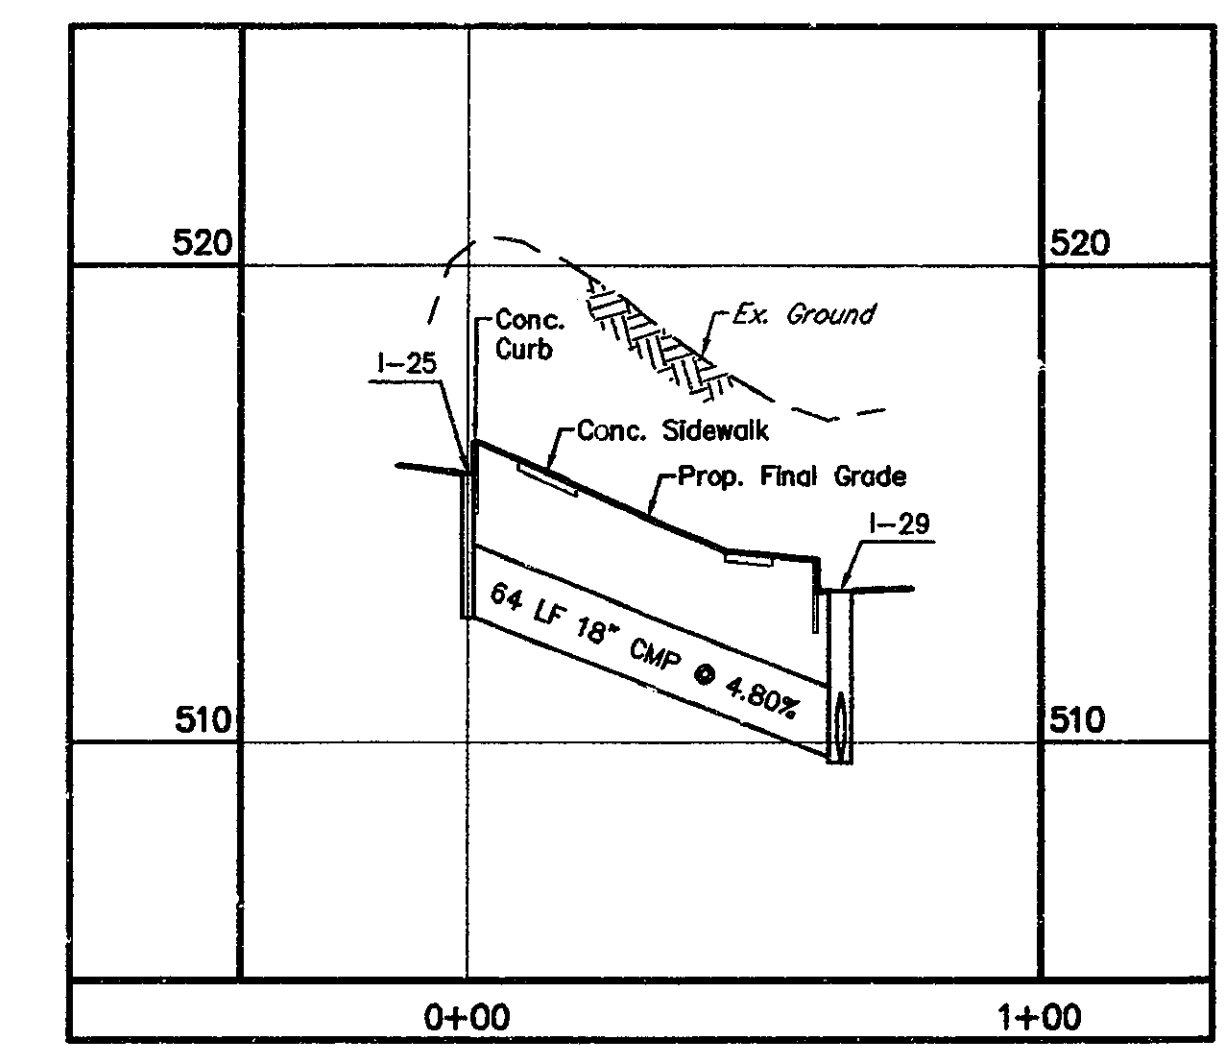 520
520
Conc.
Curb
Ex. Ground
I-25
Conc. Sidewalk
Prop. Final Grade
I-29
64 LF 18" CMP @ 4.80%
510
510
0+00
1+00